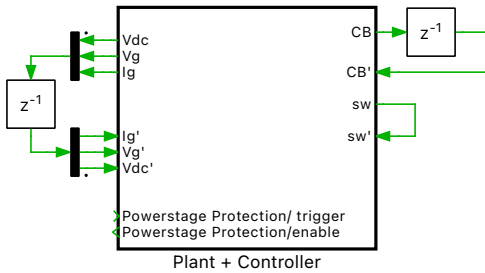 Vdc
Vg
Ig
CB
z-1
CB'
z-1
sw
sw'
Ig'
Vg'
Vdc'
Powerstage Protection/ trigger
Powerstage Protection/enable
Plant + Controller